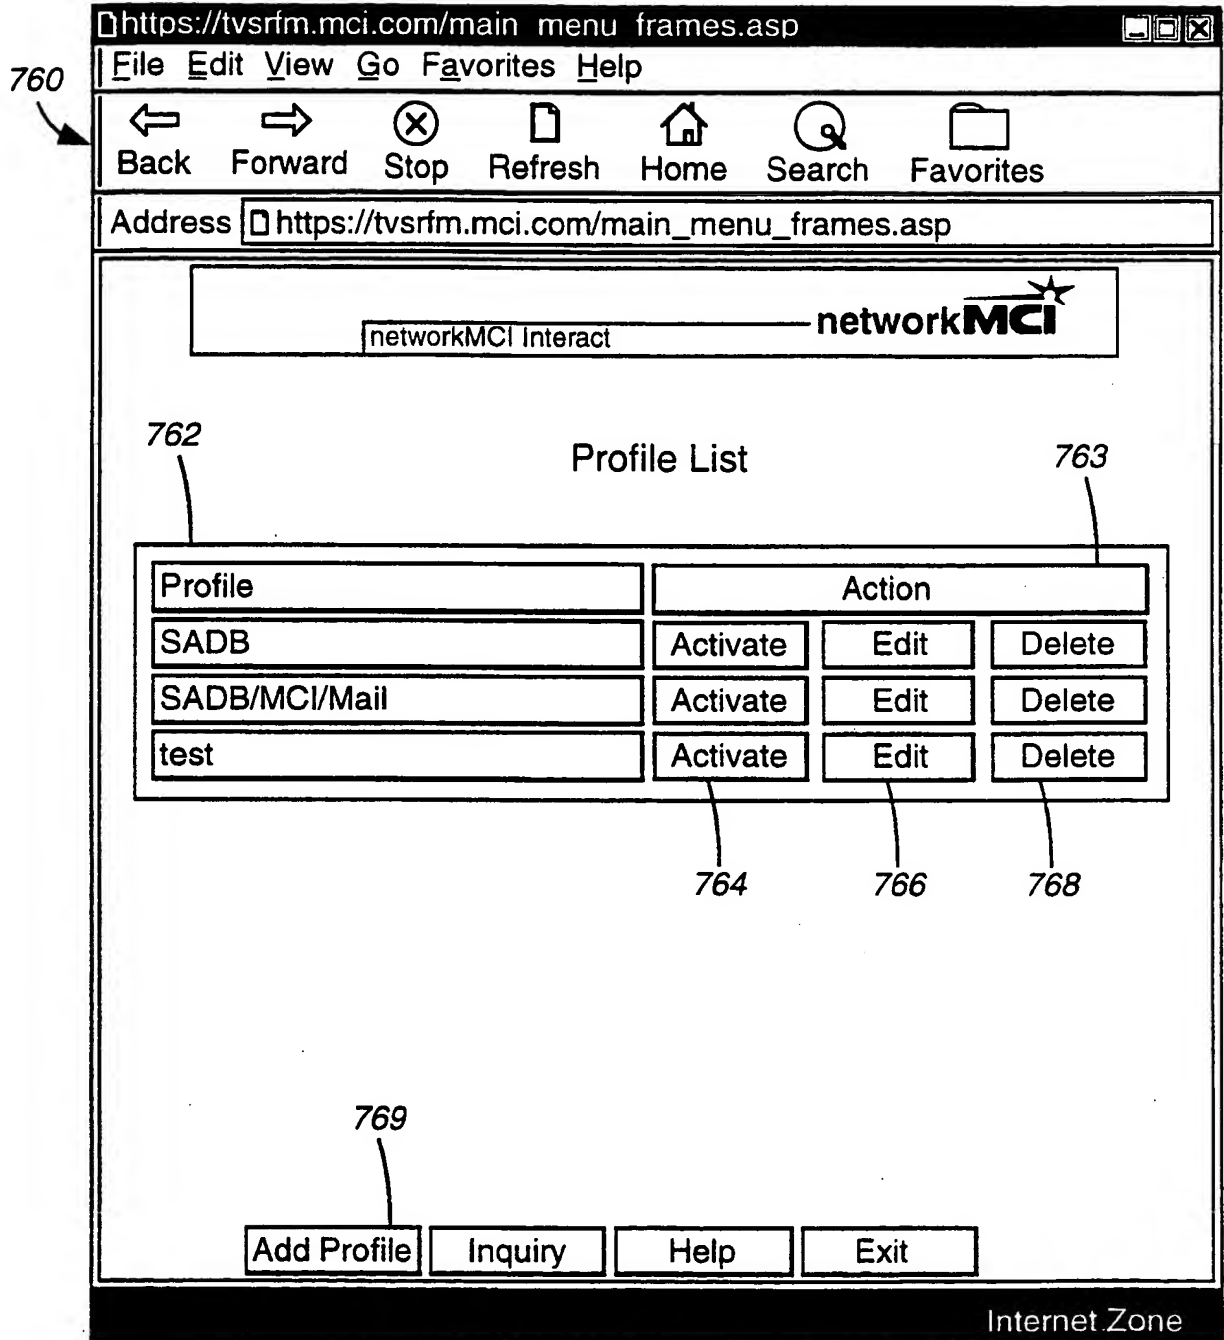 https://tvsrfm.mci.com/main menu frames.asp
File Edit View Go Favorites Help
760
Back Forward Stop Refresh Home Search Favorites
Address https://tvsrfm.mci.com/main_menu_frames.asp
networkMCI
networkMCI Interact
762
Profile List
763
Profile Action
SADB Activate Edit Delete
SADB/MCI/Mail Activate Edit Delete
test Activate Edit Delete
764 766 768
769
Add Profile Inquiry Help Exit
Internet Zone